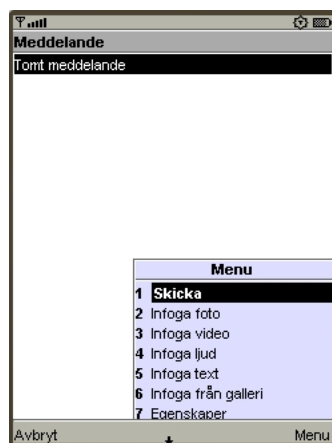 Meddelande
Tomt meddelande
Menu
1 Skicka
2 Infoga foto
3 Infoga video
4 Infoga ljud
5 Infoga text
6 Infoga från galleri
7 Egenskaper
Avbryt Menu